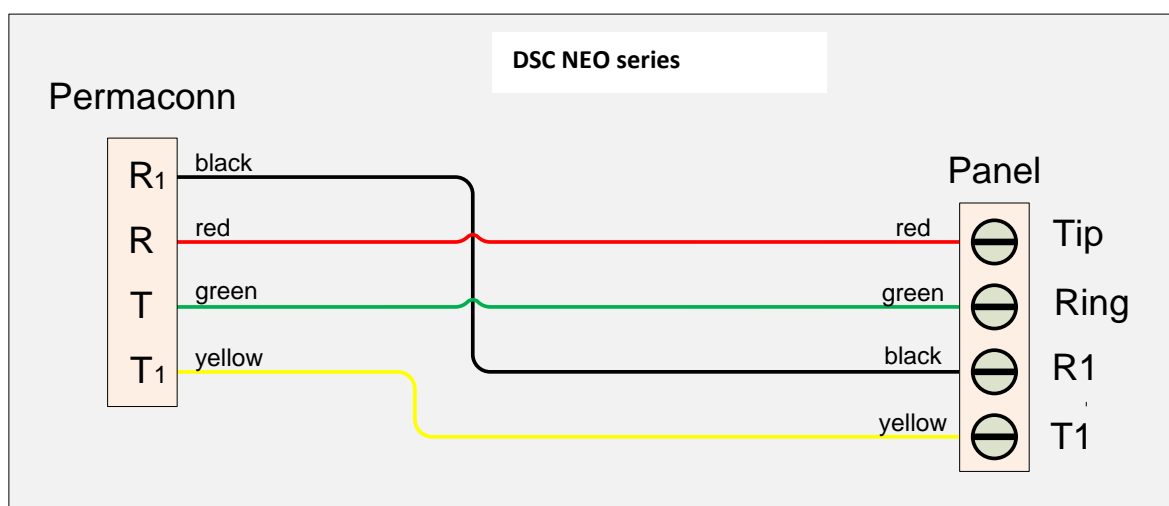 DSC NEO series
Permaconn
Panel
R1 black
R red red Tip
T green green Ring
black R1
T1 yellow
yellow T1